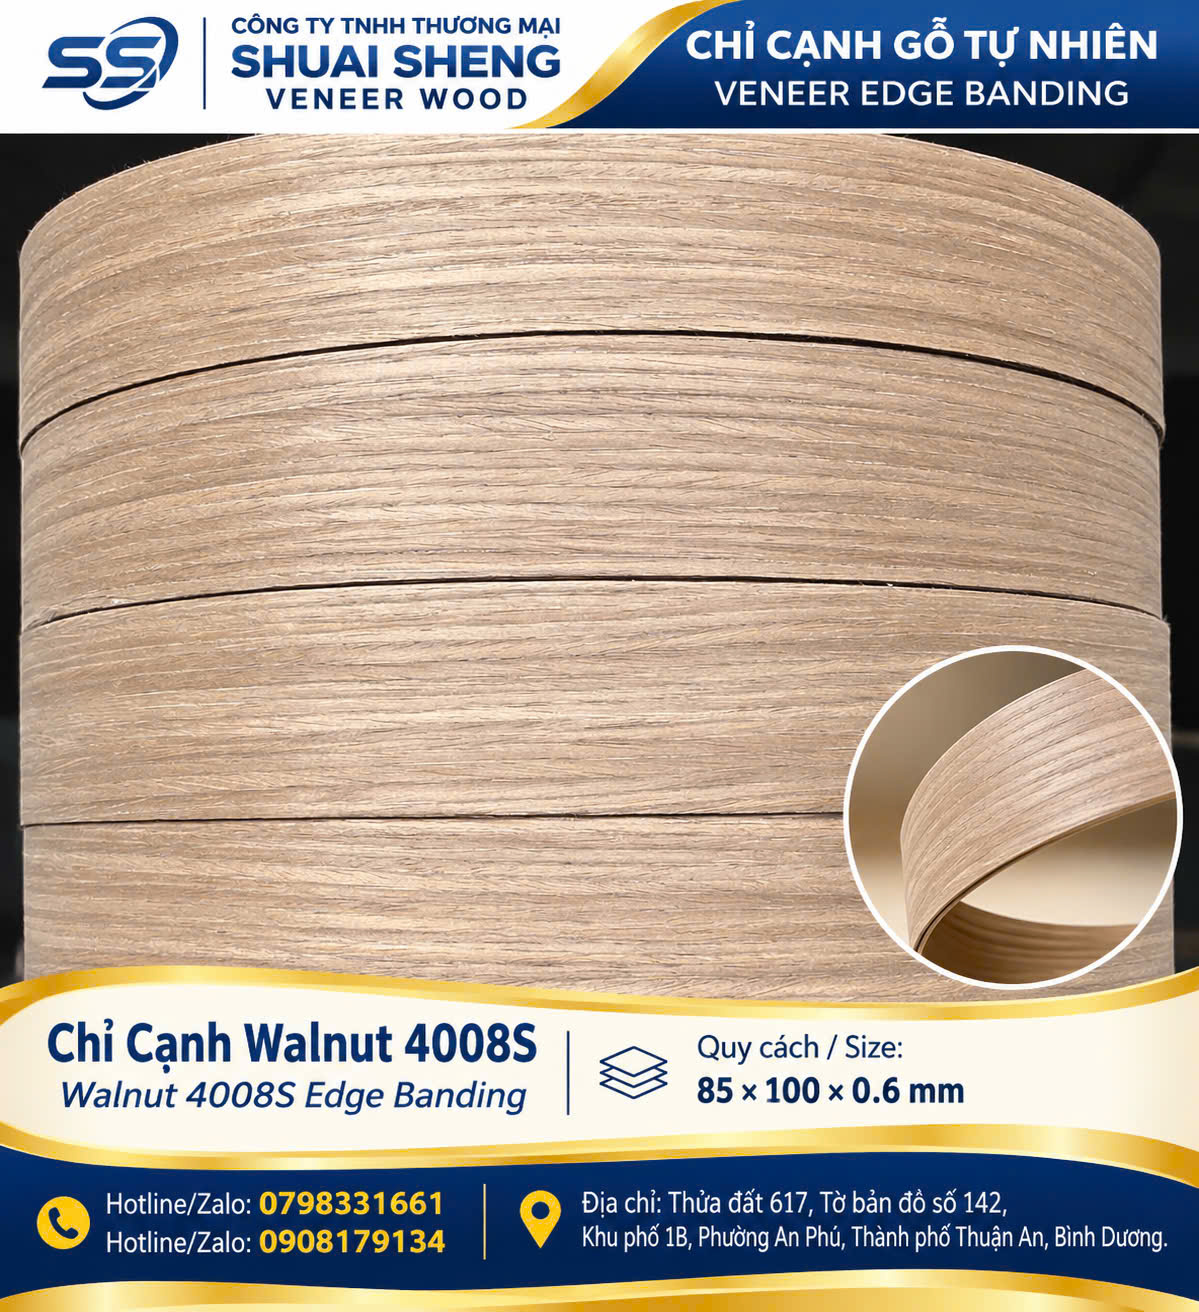 SS
CÔNG TY TNHH THƯƠNG MẠI
SHUAI SHENG
VENEER WOOD
CHỈ CẠNH GỖ TỰ NHIÊN
VENEER EDGE BANDING
Chỉ Cạnh Walnut 4008S
Walnut 4008S Edge Banding
Quy cách / Size:
85 × 100 × 0.6 mm
Hotline/Zalo: 0798331661
Hotline/Zalo: 0908179134
Địa chỉ: Thửa đất 617, Tờ bản đồ số 142,
Khu phố 1B, Phường An Phú, Thành phố Thuận An, Bình Dương.